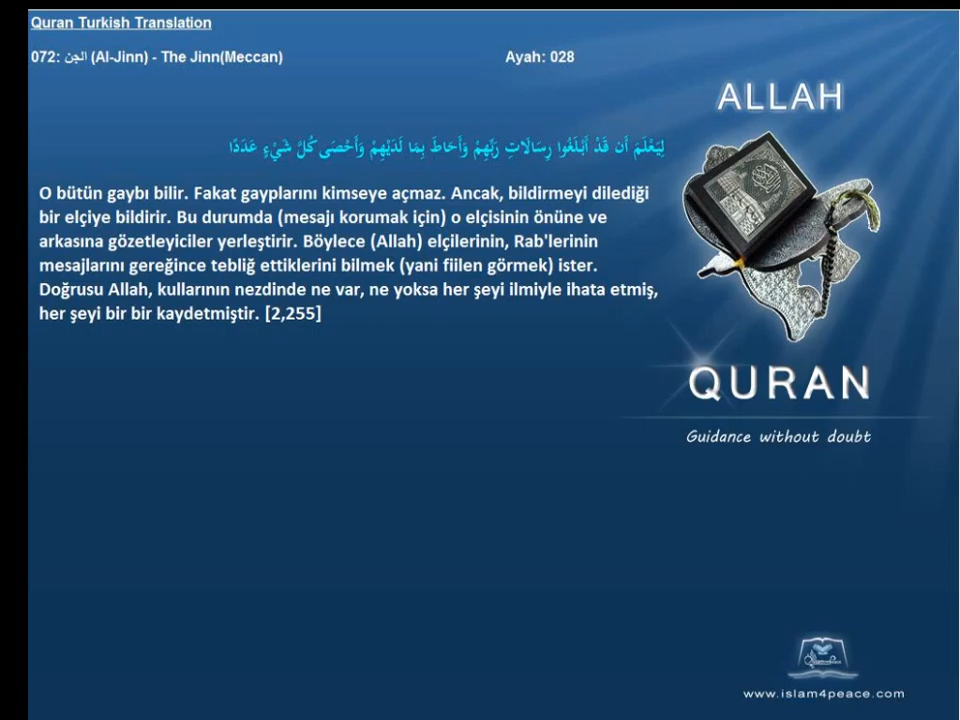 Quran Turkish Translation
072: الجن (Al-Jinn) - The Jinn(Meccan)
Ayah: 028
ALLAH
لِيَعْلَمَ أَن قَدْ أَبْلَغُوا رِسَالَاتِ رَبِّهِمْ وَأَحَاطَ بِمَا لَدَيْهِمْ وَأَحْصَى كُلَّ شَيْءٍ عَدَدًا
O bütün gaybı bilir. Fakat gayplarını kimseye açmaz. Ancak, bildirmeyi dilediği
bir elçiye bildirir. Bu durumda (mesajı korumak için) o elçisinin önüne ve
arkasına gözetleyiciler yerleştirir. Böylece (Allah) elçilerinin, Rab'lerinin
mesajlarını gereğince tebliğ ettiklerini bilmek (yani fiilen görmek) ister.
Doğrusu Allah, kullarının nezdinde ne var, ne yoksa her şeyi ilmiyle ihata etmiş,
her şeyi bir bir kaydetmiştir. [2,255]
QURAN
Guidance without doubt
www.islam4peace.com